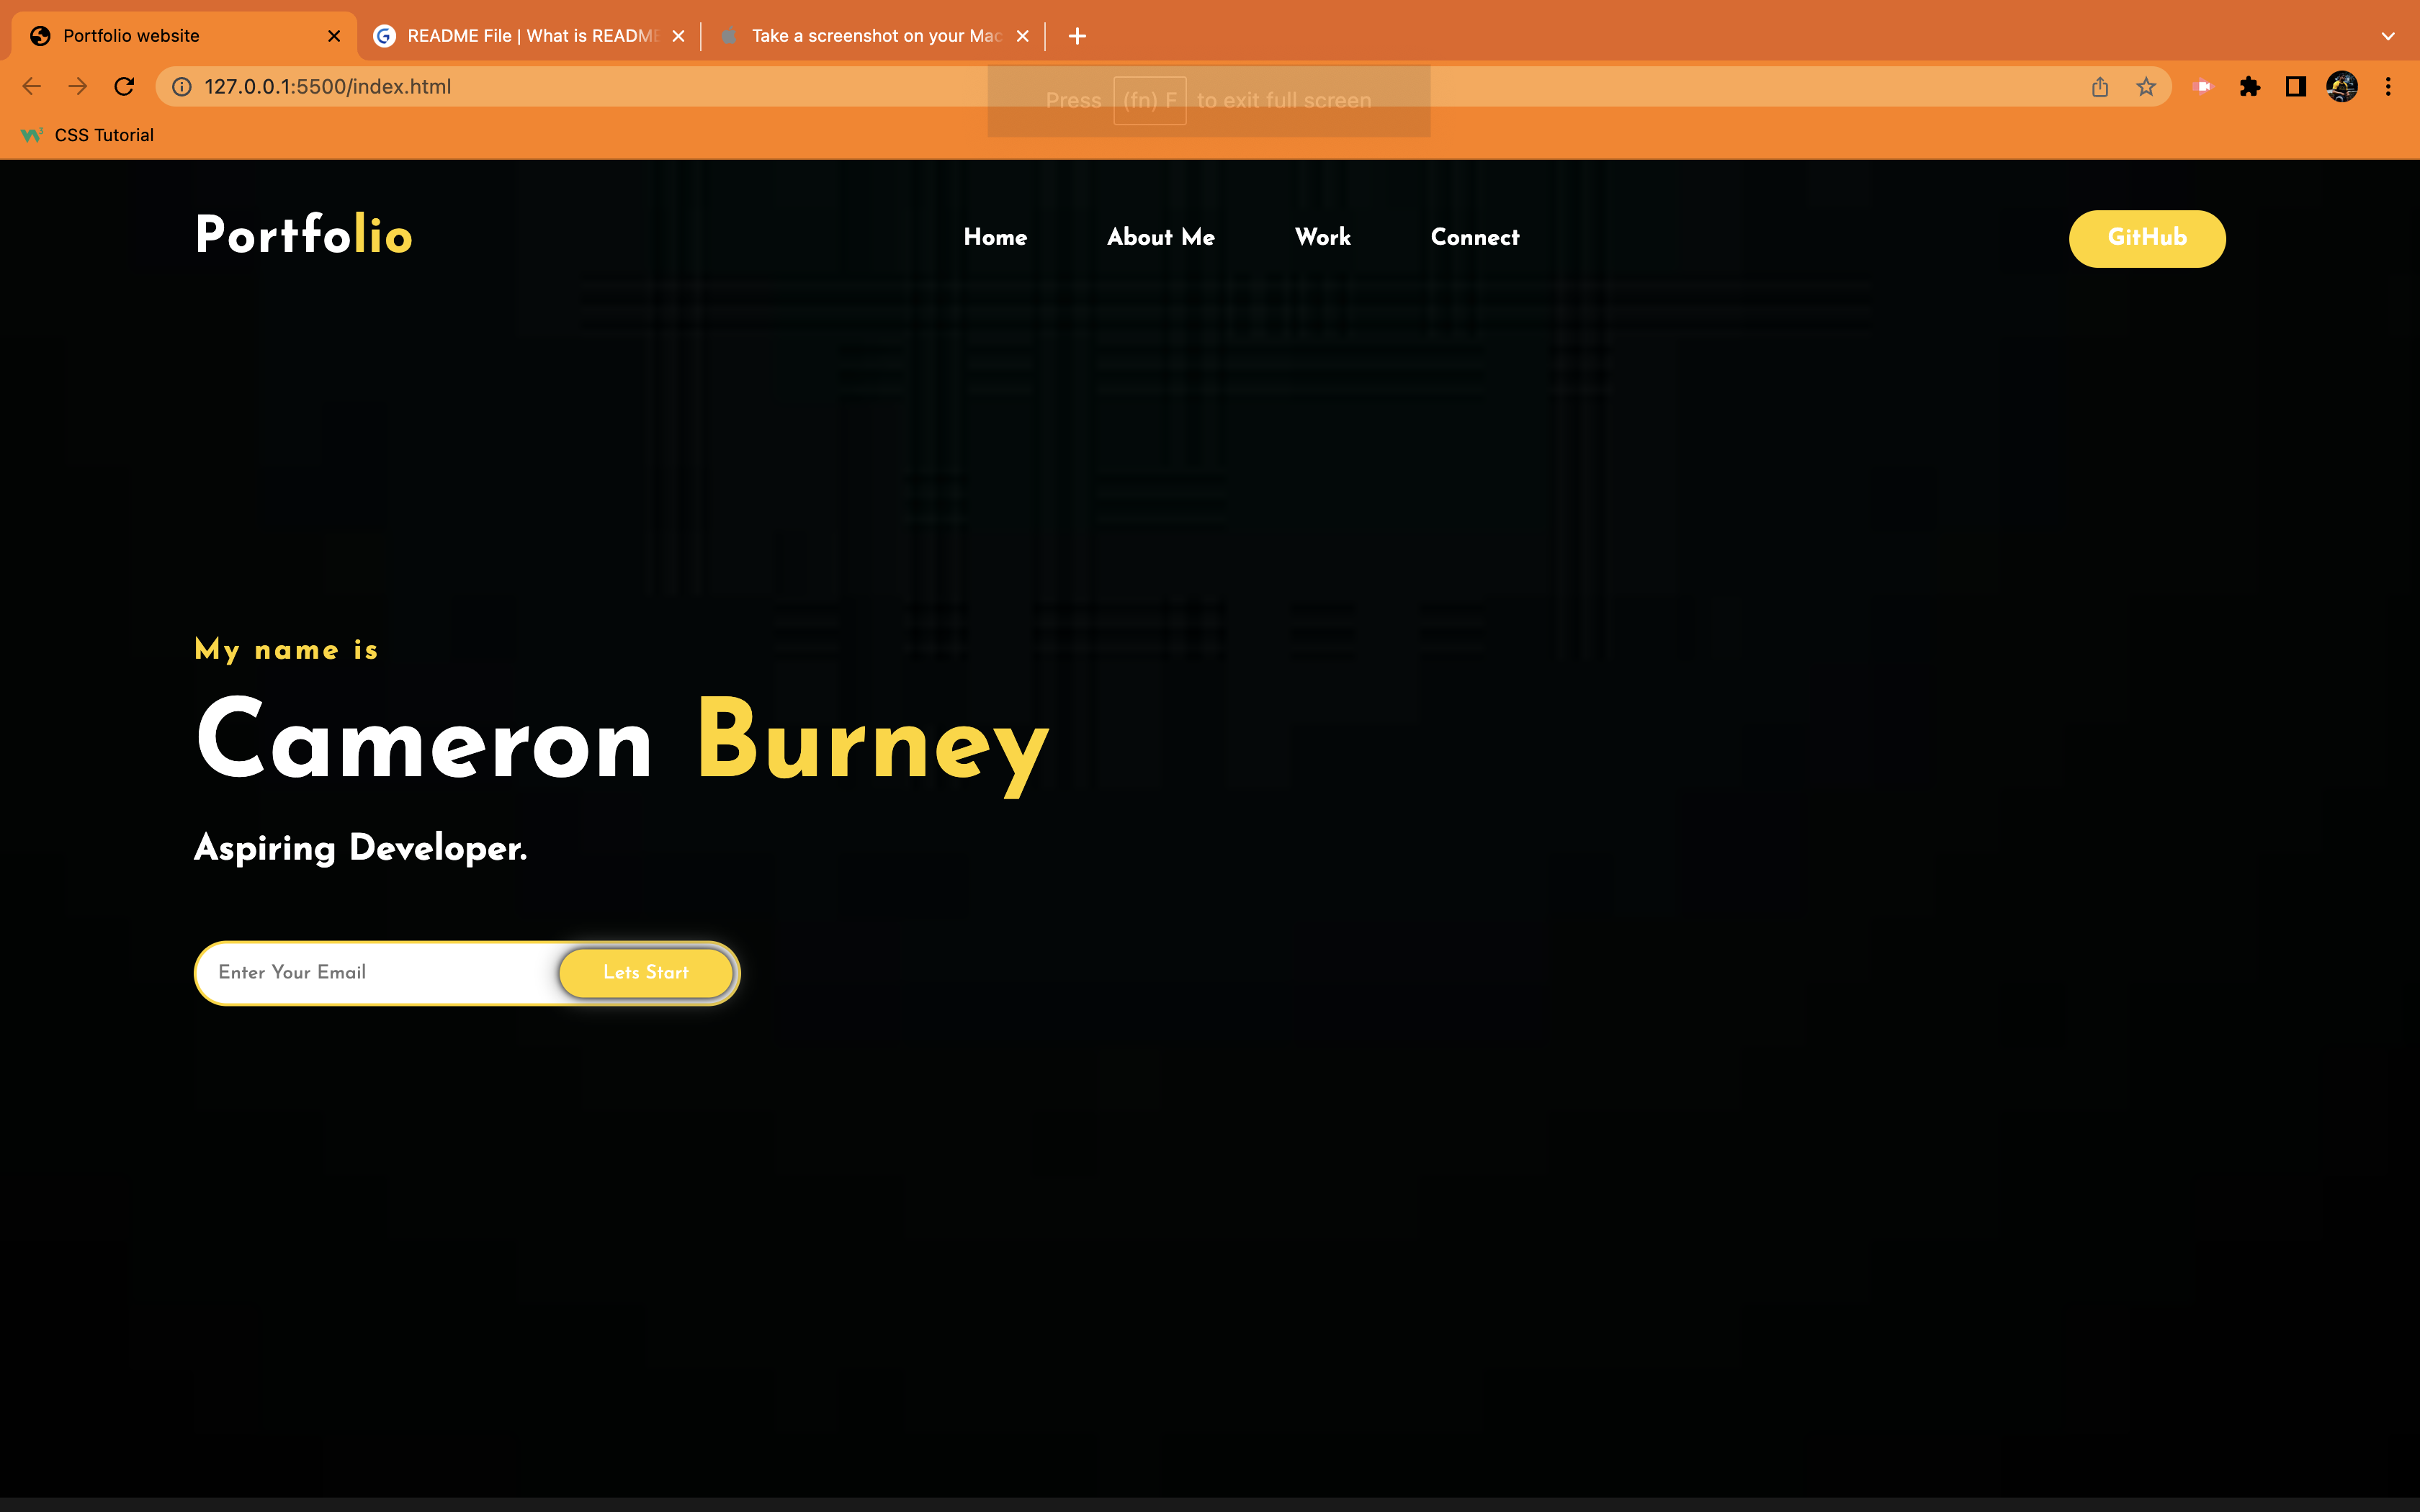 Portfolio website
README File | What is README
Take a screenshot on your Mac
127.0.0.1:5500/index.html
Press (fn) F to exit full screen
CSS Tutorial
Portfolio
Home About Me Work Connect
GitHub
My name is
Cameron Burney
Aspiring Developer.
Enter Your Email
Lets Start